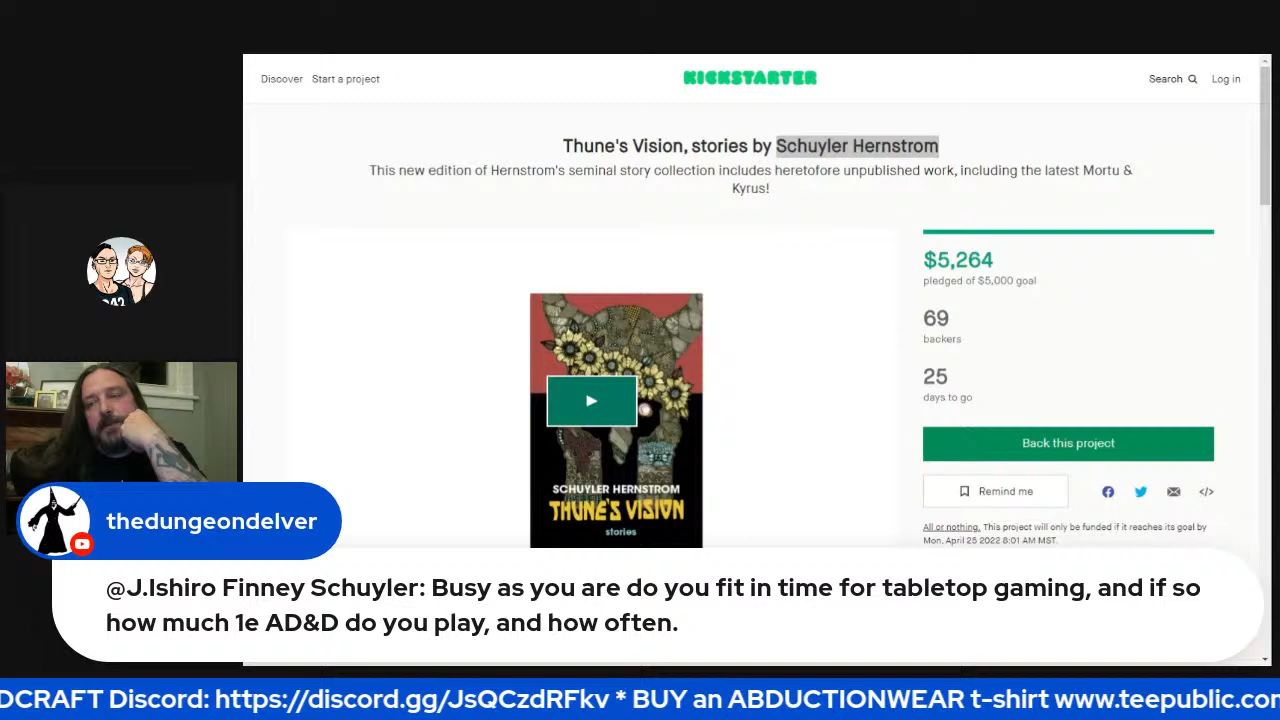 Discover Start a project KICKSTARTER Search Log in
Thune's Vision, stories by Schuyler Hernstrom
This new edition of Hernstrom's seminal story collection includes heretofore unpublished work, including the latest Mortu &
Kyrus!
$5,264
pledged of $5,000 goal
69
backers
25
days to go
Back this project
Remind me
All or nothing. This project will only be funded if it reaches its goal by
Mon, April 25 2022 8:01 AM MST.
SCHUYLER HERNSTROM
THUNE'S VISION
stories
thedungeondelver
@J.Ishiro Finney Schuyler: Busy as you are do you fit in time for tabletop gaming, and if so
how much 1e AD&D do you play, and how often.
DCRAFT Discord: https://discord.gg/JsQCzdRFkv * BUY an ABDUCTIONWEAR t-shirt www.teepublic.con